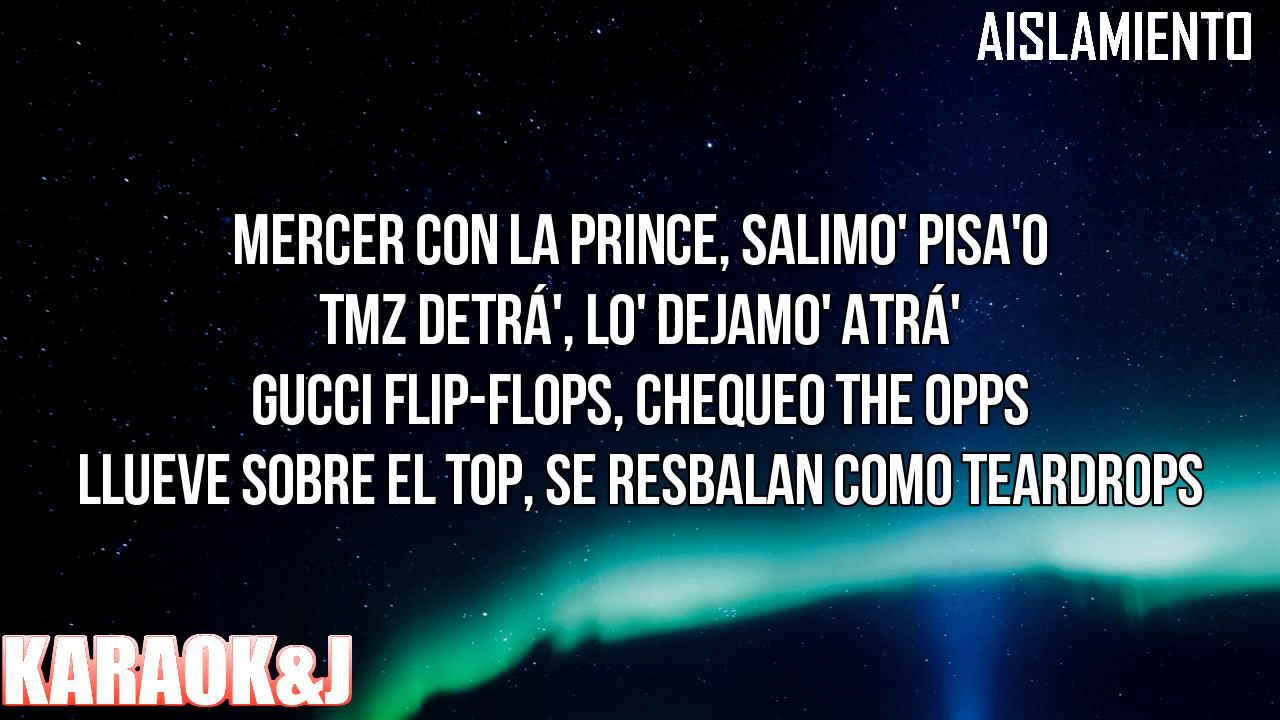 AISLAMIENTO
MERCER CON LA PRINCE, SALIMO' PISA'O
TMZ DETRÁ', LO' DEJAMO' ATRÁ'
GUCCI FLIP-FLOPS, CHEQUEO THE OPPS
LLUEVE SOBRE EL TOP, SE RESBALAN COMO TEARDROPS
KARAOK&J